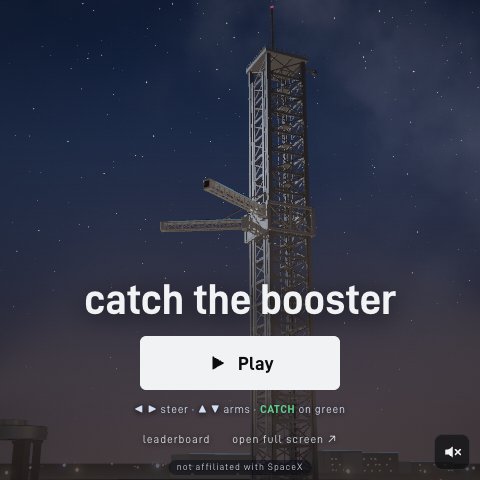 catch the booster
▶ Play
◀ ▶ steer · ▲ ▼ arms · CATCH on green
leaderboard open full screen ↗
not affiliated with SpaceX